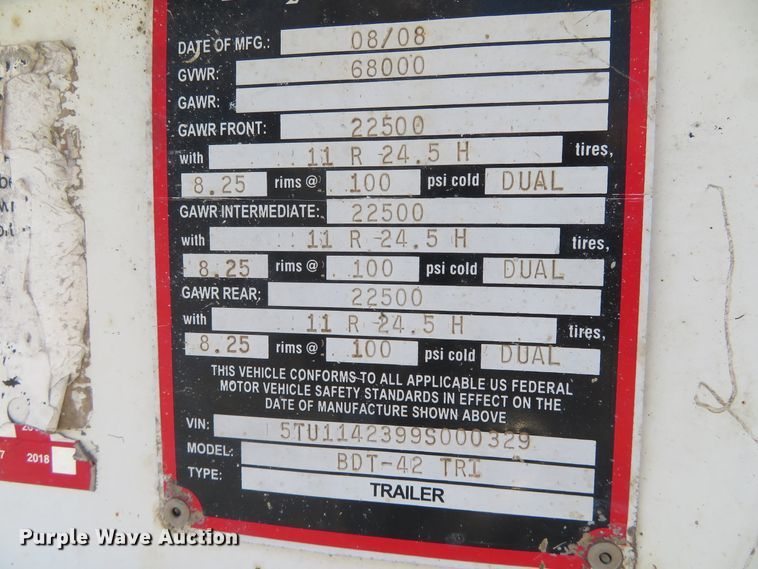 DATE OF MFG.: 08/08
GVWR: 68000
GAWR:
GAWR FRONT: 22500
with 11 R 24.5 H tires,
8.25 rims @ 100 psi cold DUAL
GAWR INTERMEDIATE: 22500
with 11 R 24.5 H tires,
8.25 rims @ 100 psi cold DUAL
GAWR REAR: 22500
with 11 R 24.5 H tires,
8.25 rims @ 100 psi cold DUAL
THIS VEHICLE CONFORMS TO ALL APPLICABLE US FEDERAL
MOTOR VEHICLE SAFETY STANDARDS IN EFFECT ON THE
DATE OF MANUFACTURE SHOWN ABOVE
VIN: 5TU1142399S000329
MODEL: BDT-42 TRI
TYPE: TRAILER
2018
Purple Wave Auction